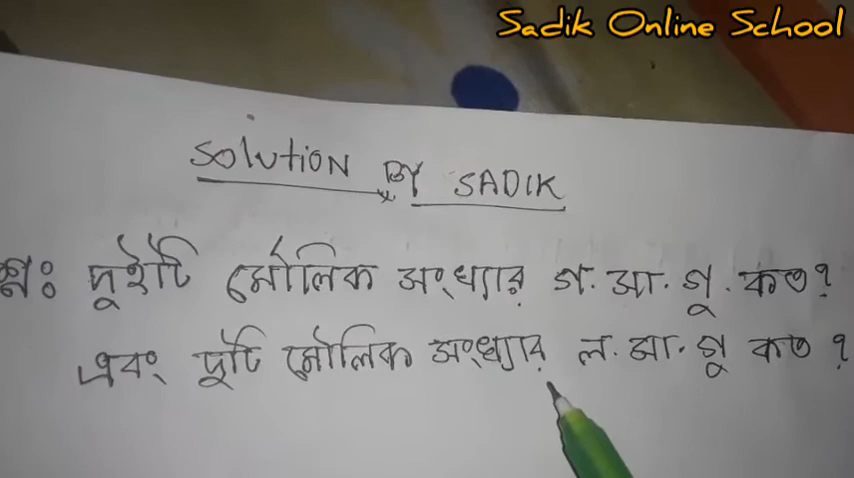 Sadik Online School
Solution BY SADIK
শ্নঃ দুইটি মৌলিক সংখ্যার গ. সা. গু. কত?
এবং দুটি মৌলিক সংখ্যার ল. সা. গু কত ?